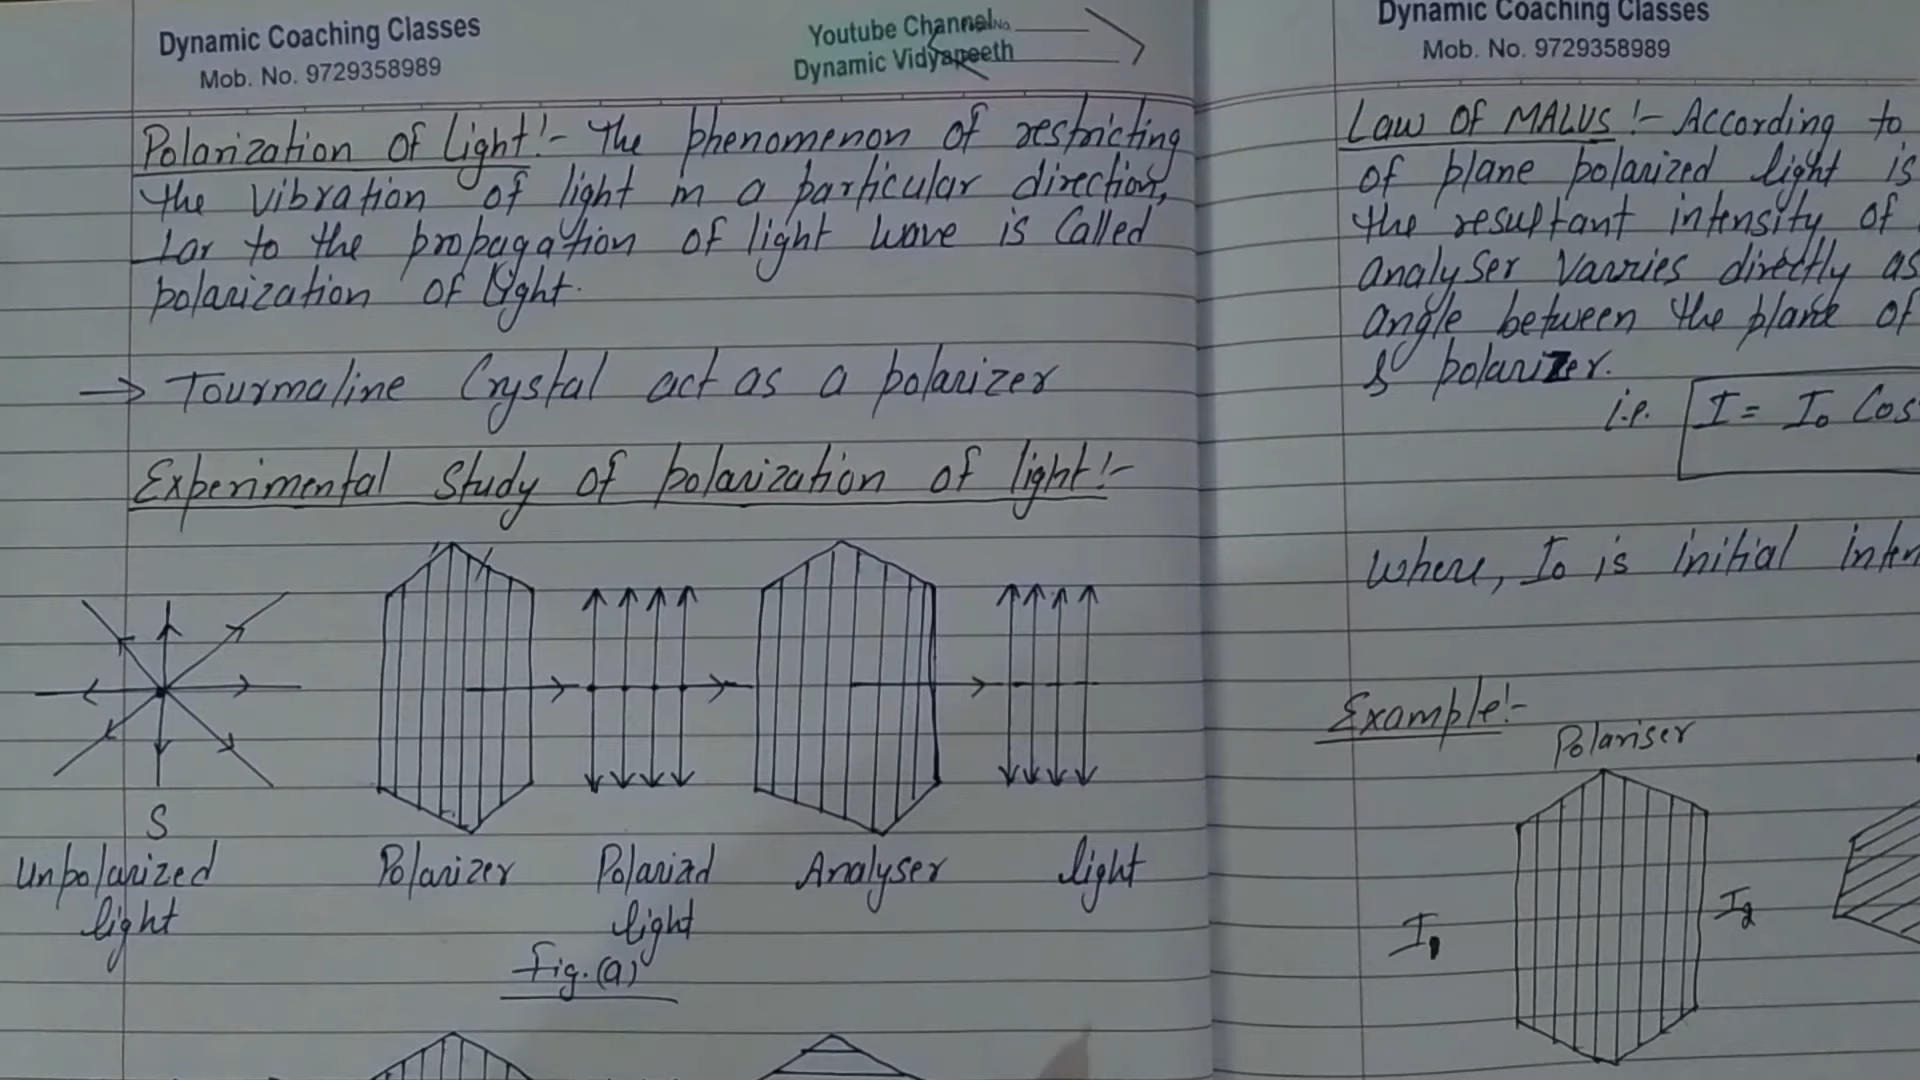 Dynamic Coaching Classes
Mob. No. 9729358989
Youtube Channel
Dynamic Vidyapeeth
Polarization of Light:- The phenomenon of restricting
the vibration of light in a particular direction,
lar to the propagation of light wave is Called
polarization of light.
→ Tourmaline Crystal act as a polarizer
Experimental Study of polarization of light:-
S
Unpolarized
light
Polarizer
Polarizd
light
Analyser
light
Fig.(a)
Dynamic Coaching Classes
Mob. No. 9729358989
Law of MALUS :- According to
of plane polarized light is
the resultant intensity of
analyser Varries directly as
angle between the plane of
& polarizer.
i.e. I = I₀ Cos
where, I₀ is initial inten
Example:-
Polariser
I₁
I₂